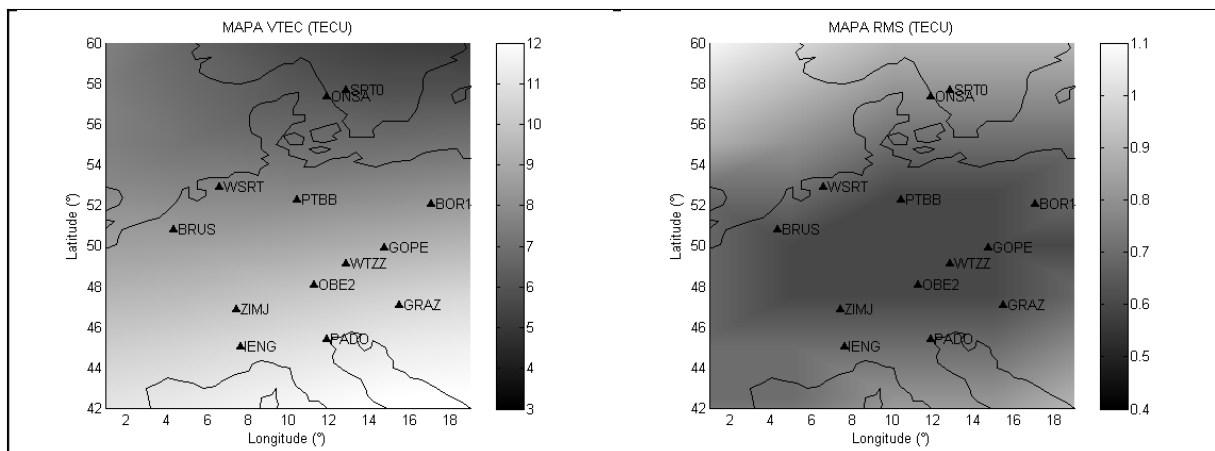 MAPA VTEC (TECU)
60
58
56
54
52
50
48
46
44
42
Latitude (º)
SPT0
ONSA
WSRT
PTBB
BOR1
BRUS
GOPE
WTZZ
OBE2
GRAZ
ZIMJ
PADO
IENG
2 4 6 8 10 12 14 16 18
Longitude (º)
12
11
10
9
8
7
6
5
4
3
MAPA RMS (TECU)
60
58
56
54
52
50
48
46
44
42
Latitude (º)
SPT0
ONSA
WSRT
PTBB
BOR1
BRUS
GOPE
WTZZ
OBE2
GRAZ
ZIMJ
PADO
IENG
2 4 6 8 10 12 14 16 18
Longitude (º)
1.1
1
0.9
0.8
0.7
0.6
0.5
0.4